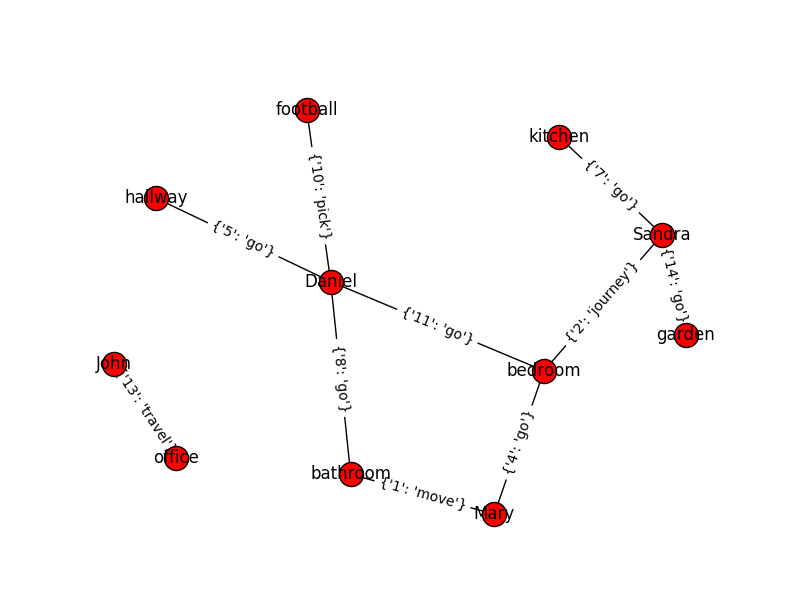 football
kitchen
{'10': 'pick'}
{'7': 'go'}
hallway
{'5': 'go'}
Sandra
Daniel
{'2': 'journey'}
{'14': 'go'}
{'11': 'go'}
garden
John
{'8': 'go'}
bedroom
{'13': 'travel'}
{'4': 'go'}
office
bathroom
{'1': 'move'}
Mary